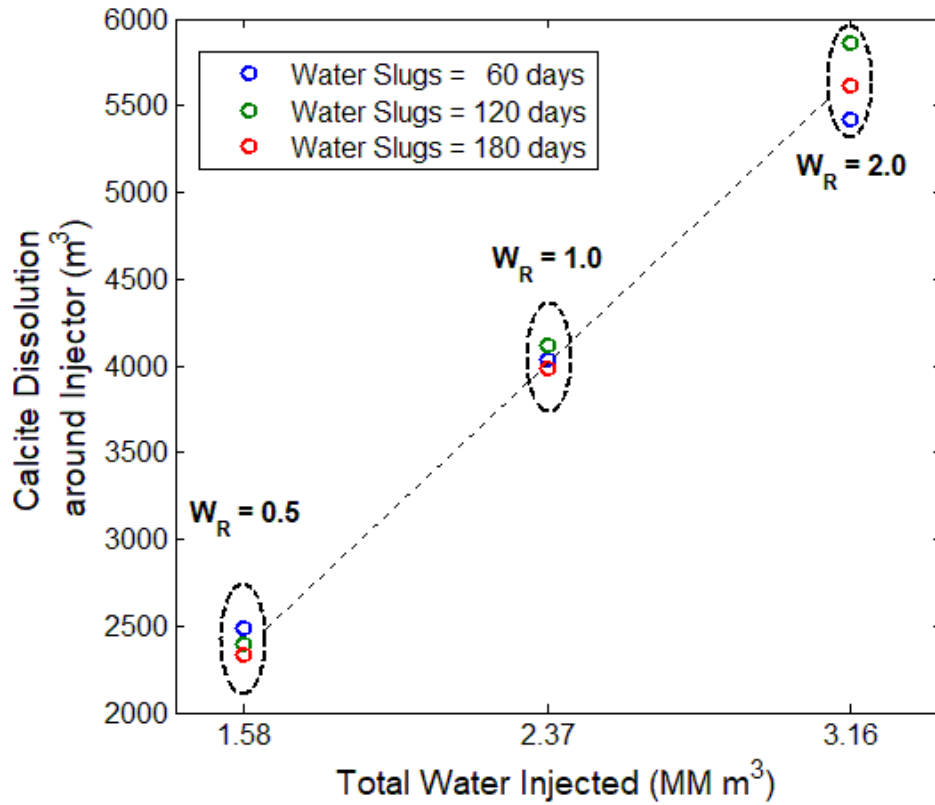 6000
5500
5000
4500
4000
3500
3000
2500
2000
Calcite Dissolution
around Injector (m³)
Water Slugs = 60 days
Water Slugs = 120 days
Water Slugs = 180 days
W_R = 2.0
W_R = 1.0
W_R = 0.5
1.58
2.37
3.16
Total Water Injected (MM m³)